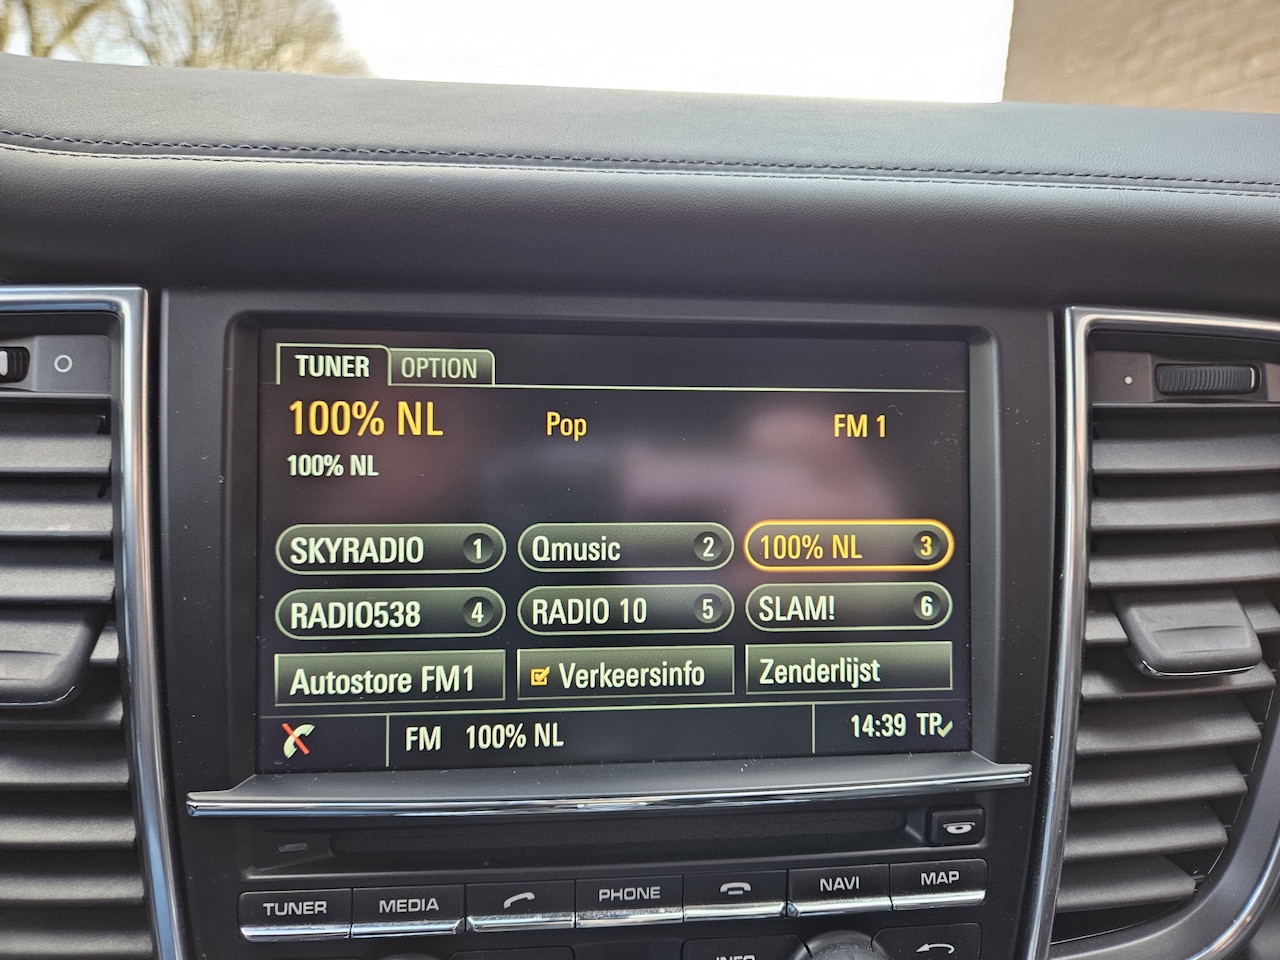 TUNER OPTION
100% NL Pop FM 1
100% NL
SKYRADIO 1 Qmusic 2 100% NL 3
RADIO538 4 RADIO 10 5 SLAM! 6
Autostore FM1 Verkeersinfo Zenderlijst
FM 100% NL 14:39 TP
TUNER MEDIA PHONE NAVI MAP
INFO